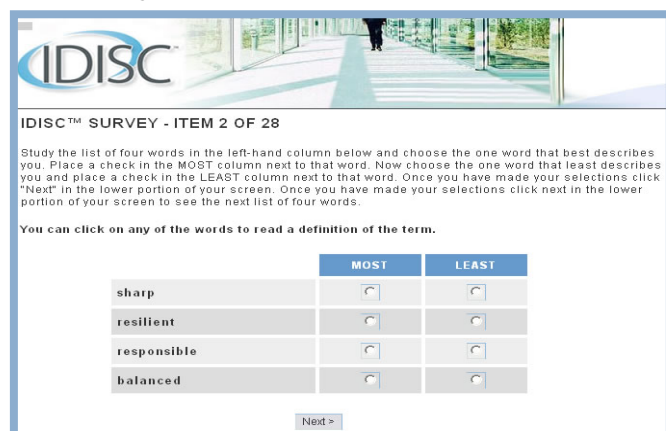 IDISC™
IDISC™ SURVEY - ITEM 2 OF 28
Study the list of four words in the left-hand column below and choose the one word that best describes
you. Place a check in the MOST column next to that word. Now choose the one word that least describes
you and place a check in the LEAST column next to that word. Once you have made your selections click
"Next" in the lower portion of your screen. Once you have made your selections click next in the lower
portion of your screen to see the next list of four words.
You can click on any of the words to read a definition of the term.
MOST LEAST
sharp
resilient
responsible
balanced
Next >